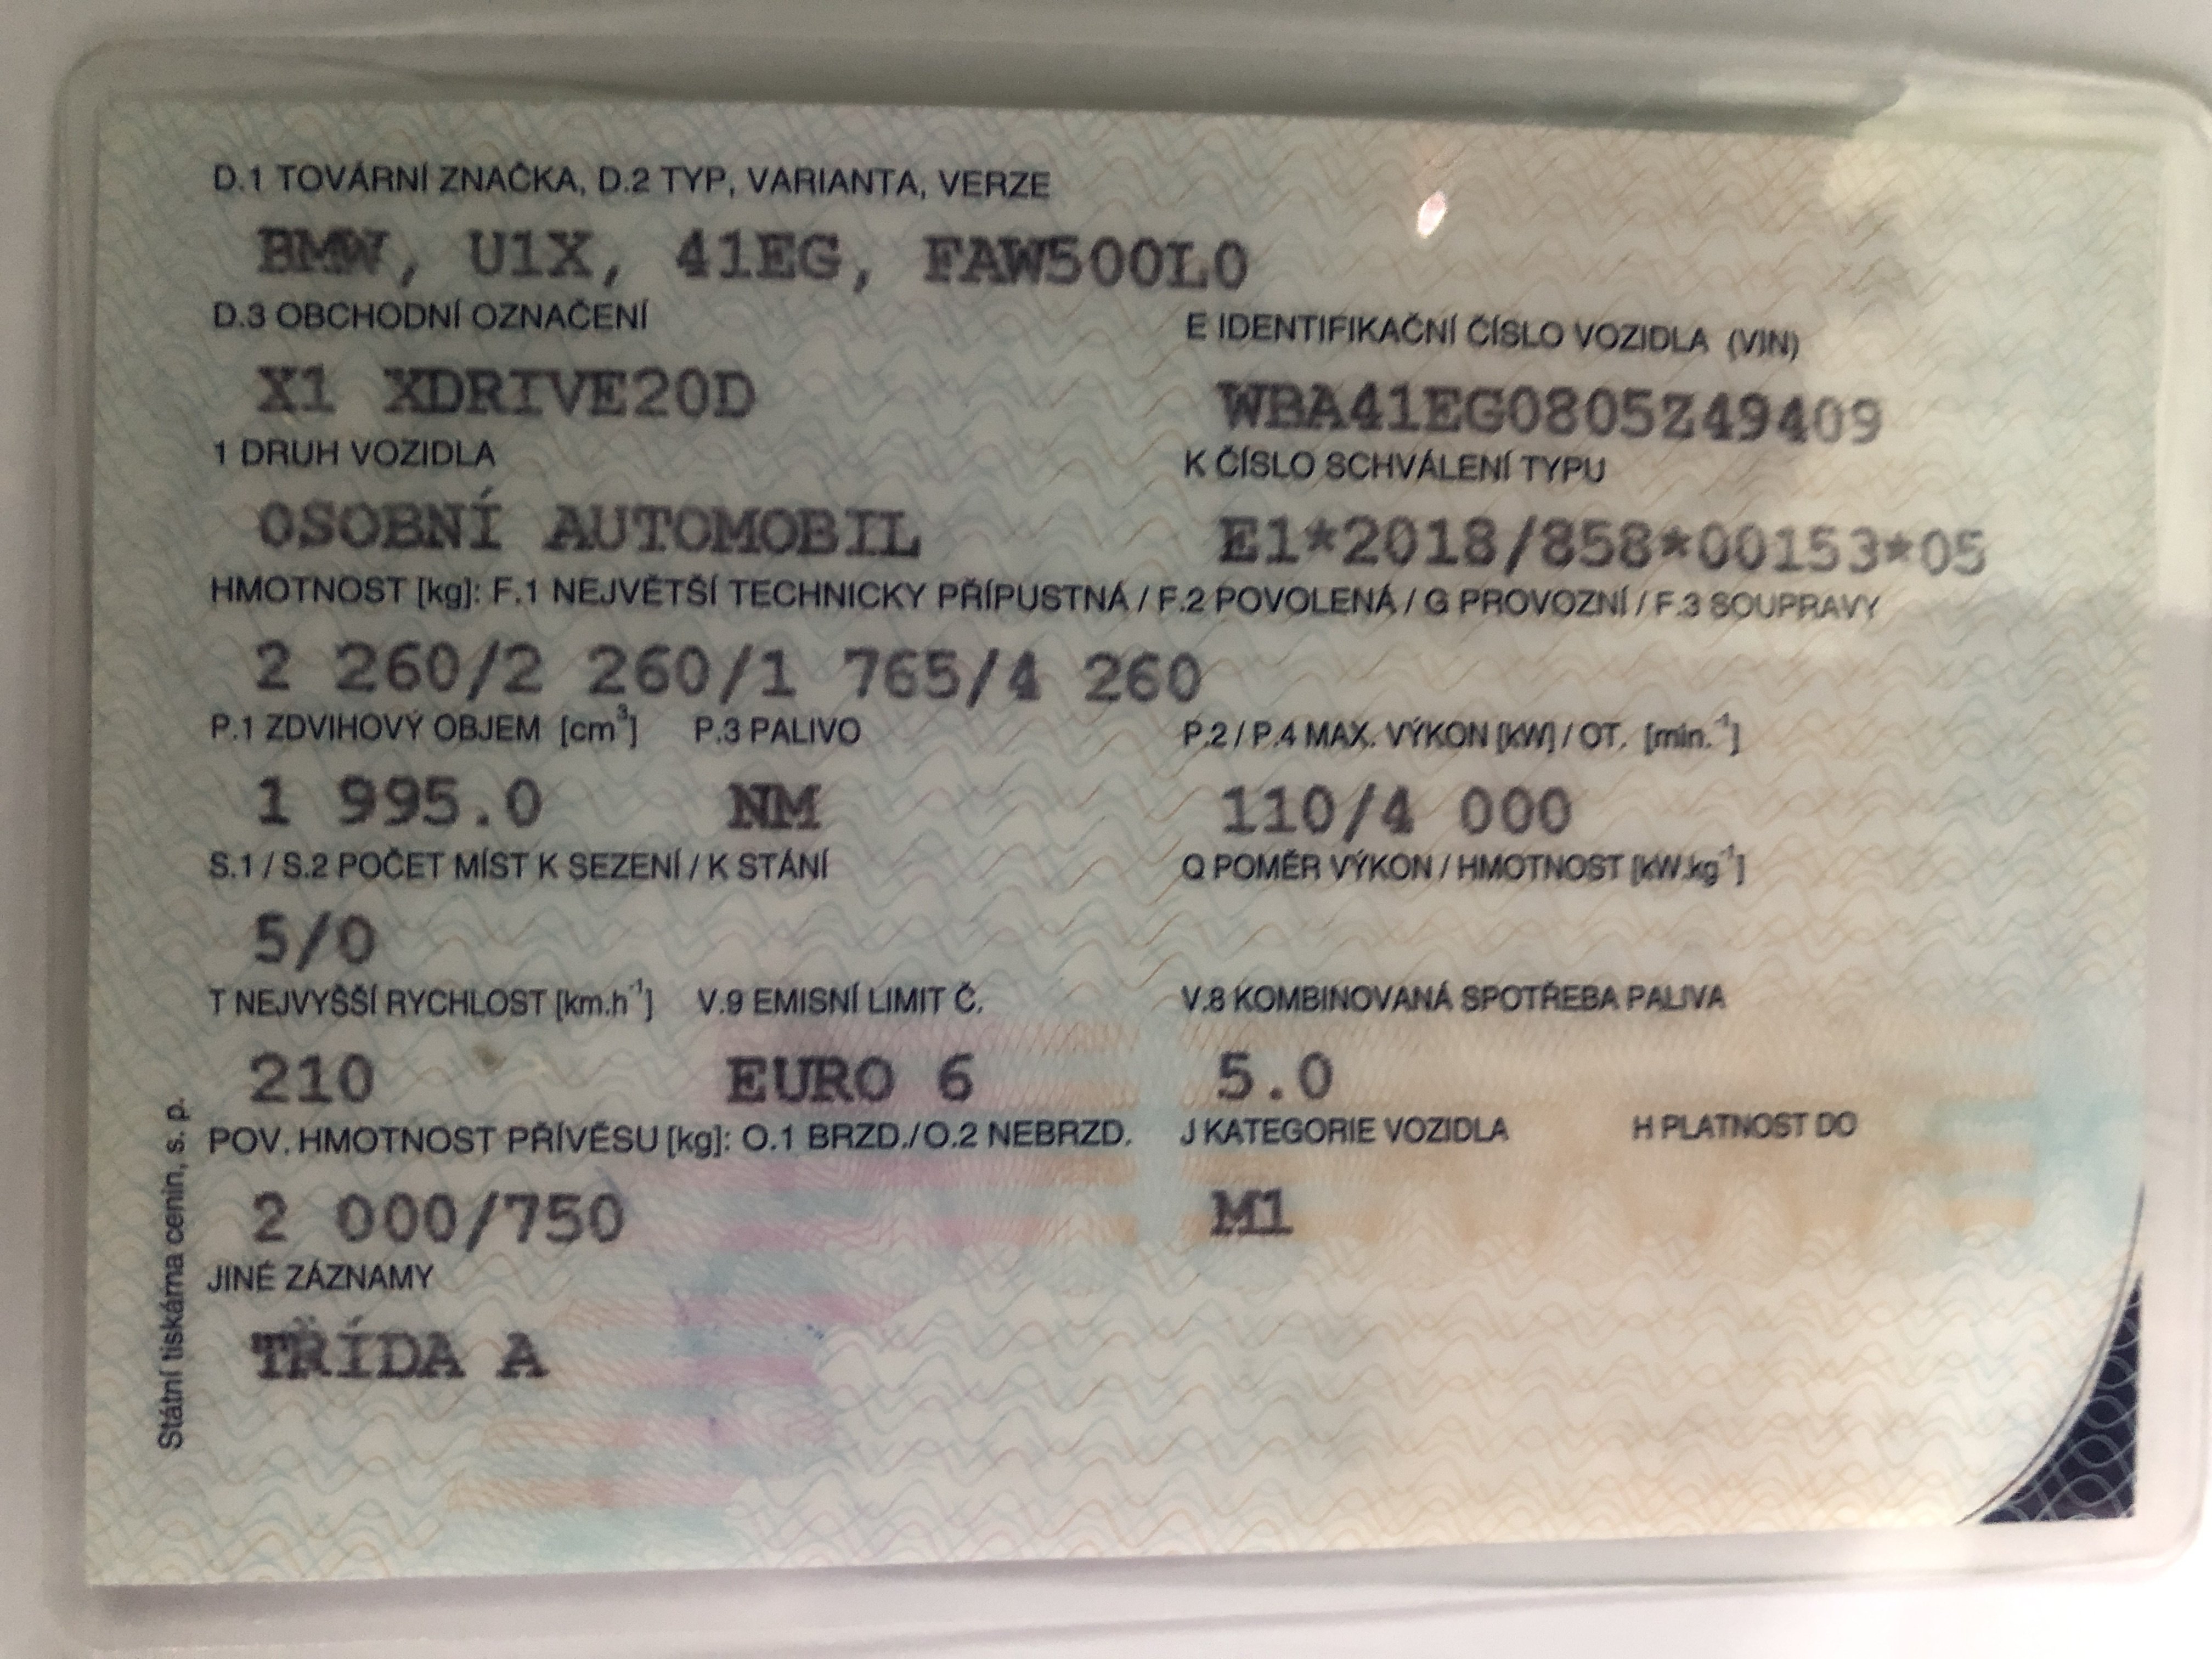 D.1 TOVÁRNÍ ZNAČKA, D.2 TYP, VARIANTA, VERZE
BMW, U1X, 41EG, FAW500L0
D.3 OBCHODNÍ OZNAČENÍ
E IDENTIFIKAČNÍ ČÍSLO VOZIDLA (VIN)
X1 XDRIVE20D
WBA41EG0805Z49409
1 DRUH VOZIDLA
K ČÍSLO SCHVÁLENÍ TYPU
OSOBNÍ AUTOMOBIL
E1*2018/858*00153*05
HMOTNOST [kg]: F.1 NEJVĚTŠÍ TECHNICKY PŘÍPUSTNÁ / F.2 POVOLENÁ / G PROVOZNÍ / F.3 SOUPRAVY
2 260/2 260/1 765/4 260
P.1 ZDVIHOVÝ OBJEM [cm³] P.3 PALIVO
P.2 / P.4 MAX. VÝKON [kW] / OT. [min.⁻¹]
1 995.0 NM
110/4 000
S.1 / S.2 POČET MÍST K SEZENÍ / K STÁNÍ
Q POMĚR VÝKON / HMOTNOST [kW.kg⁻¹]
5/0
T NEJVYŠŠÍ RYCHLOST [km.h⁻¹] V.9 EMISNÍ LIMIT Č.
V.8 KOMBINOVANÁ SPOTŘEBA PALIVA
210 EURO 6
5.0
POV. HMOTNOST PŘÍVĚSU [kg]: O.1 BRZD./O.2 NEBRZD.
J KATEGORIE VOZIDLA H PLATNOST DO
2 000/750
M1
JINÉ ZÁZNAMY
TŘÍDA A
Státní tiskárna cenin, s. p.